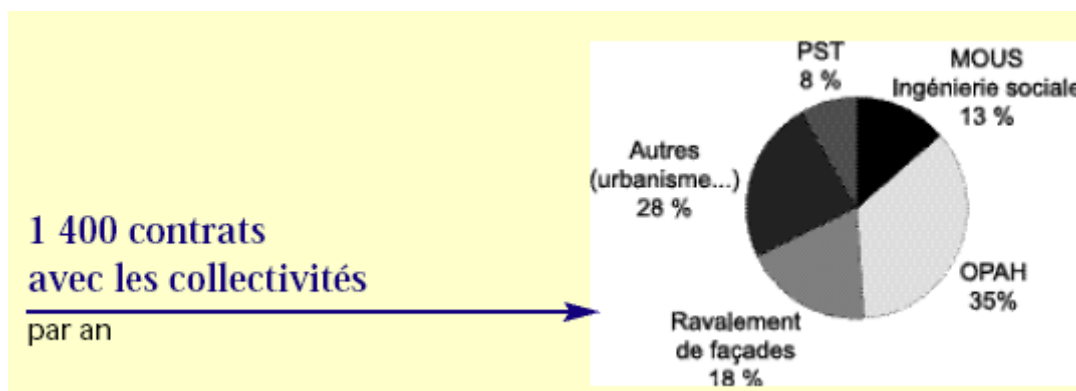 1 400 contrats
avec les collectivités
par an
PST
8 %
MOUS
Ingénierie sociale
13 %
Autres
(urbanisme...)
28 %
OPAH
35%
Ravalement
de façades
18 %